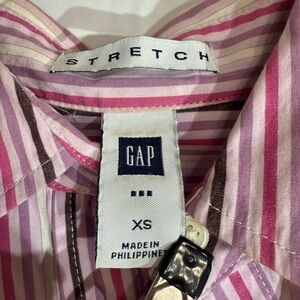 STRETCH
GAP
XS
MADE IN
PHILIPPINES